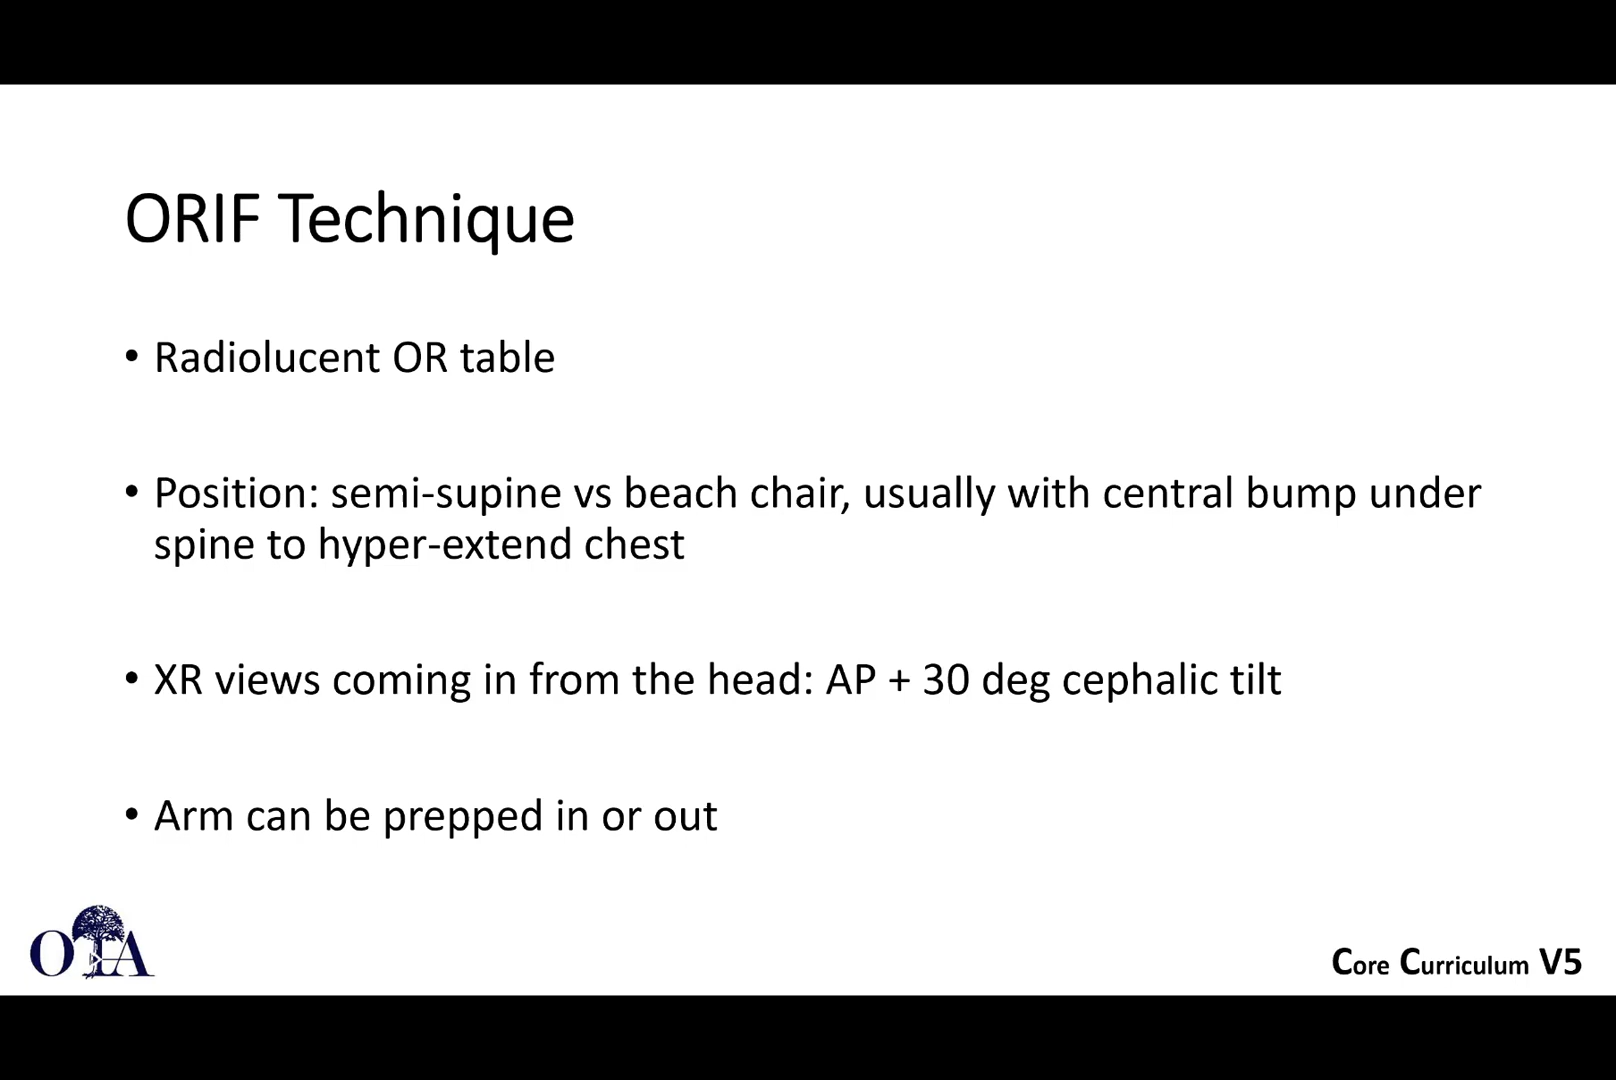 ORIF Technique
• Radiolucent OR table
• Position: semi-supine vs beach chair, usually with central bump under
spine to hyper-extend chest
• XR views coming in from the head: AP + 30 deg cephalic tilt
• Arm can be prepped in or out
OTA
Core Curriculum V5